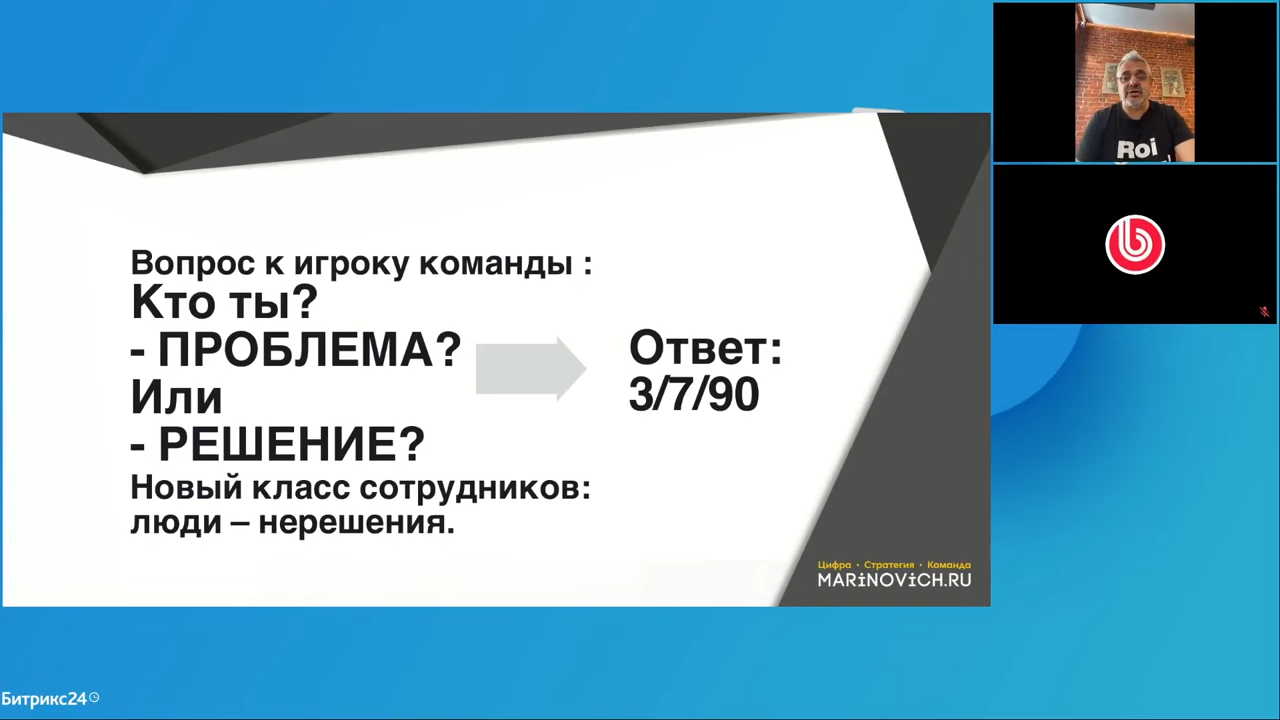 Вопрос к игроку команды :
Кто ты?
- ПРОБЛЕМА?
Или
- РЕШЕНИЕ?
Новый класс сотрудников:
люди – нерешения.
Ответ:
3/7/90
Цифра • Стратегия • Команда
MARiNOViCH.RU
Roi
Битрикс24